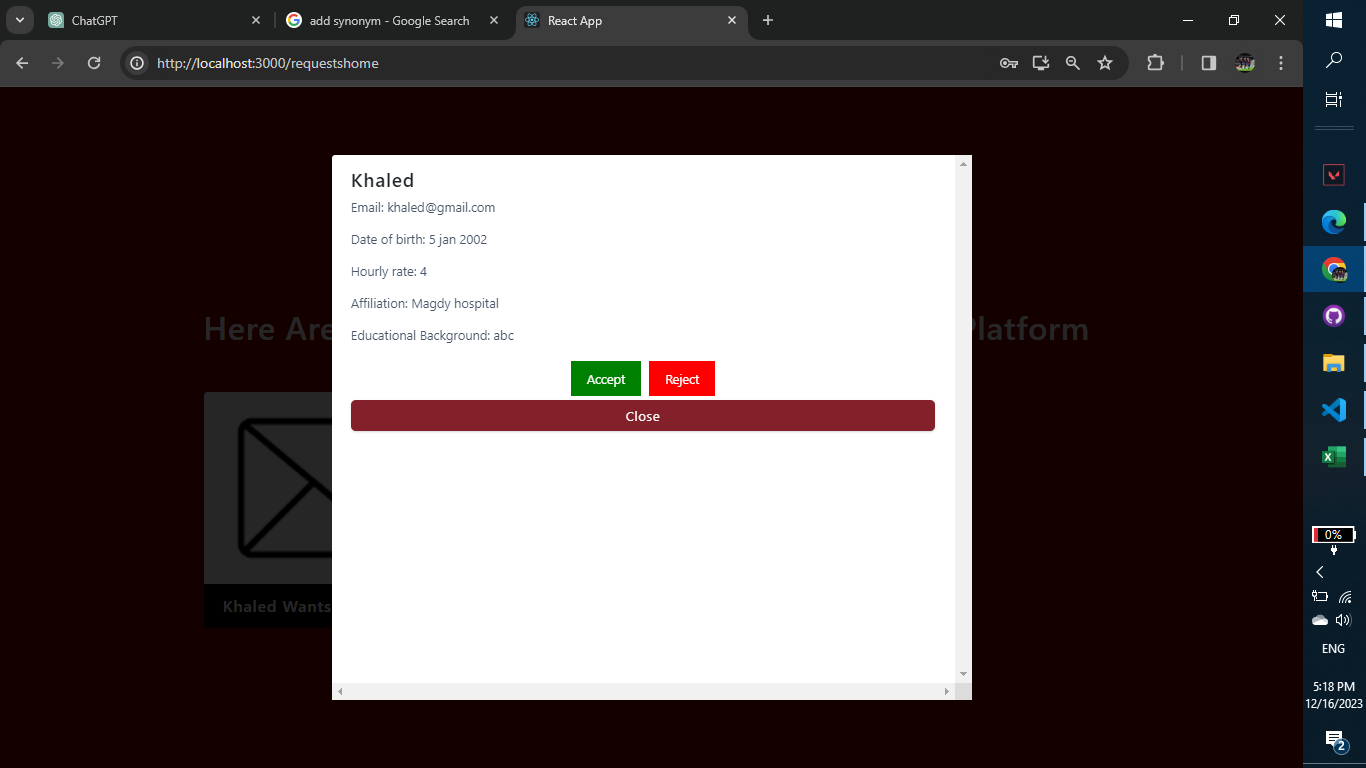 ChatGPT
add synonym - Google Search
React App
http://localhost:3000/requestshome
Khaled
Email: khaled@gmail.com
Date of birth: 5 jan 2002
Hourly rate: 4
Affiliation: Magdy hospital
Educational Background: abc
Accept
Reject
Close
Here Are
Platform
Khaled Wants
0%
ENG
5:18 PM
12/16/2023
2